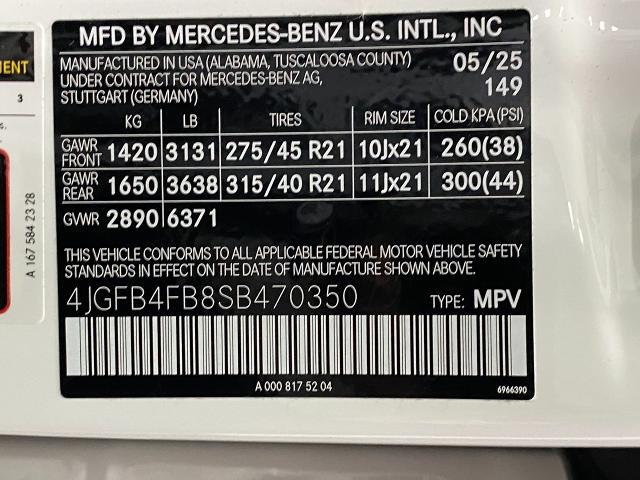 MFD BY MERCEDES-BENZ U.S. INTL., INC
MANUFACTURED IN USA (ALABAMA, TUSCALOOSA COUNTY) 05/25
UNDER CONTRACT FOR MERCEDES-BENZ AG, 149
STUTTGART (GERMANY)
KG LB TIRES RIM SIZE COLD KPA (PSI)
GAWR FRONT 1420 3131 275/45 R21 10Jx21 260(38)
GAWR REAR 1650 3638 315/40 R21 11Jx21 300(44)
GVWR 2890 6371
THIS VEHICLE CONFORMS TO ALL APPLICABLE FEDERAL MOTOR VEHICLE SAFETY
STANDARDS IN EFFECT ON THE DATE OF MANUFACTURE SHOWN ABOVE.
4JGFB4FB8SB470350 TYPE: MPV
A 000 817 52 04 6966390
3
A 167 584 23 28